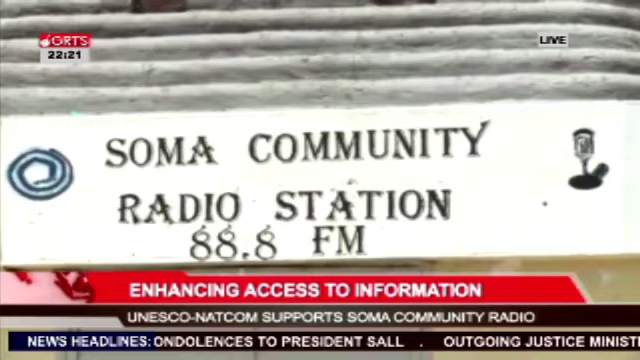 GRTS
22:21
LIVE
SOMA COMMUNITY
RADIO STATION
88.8 FM
ENHANCING ACCESS TO INFORMATION
UNESCO-NATCOM SUPPORTS SOMA COMMUNITY RADIO
NEWS HEADLINES: ONDOLENCES TO PRESIDENT SALL . OUTGOING JUSTICE MINIST